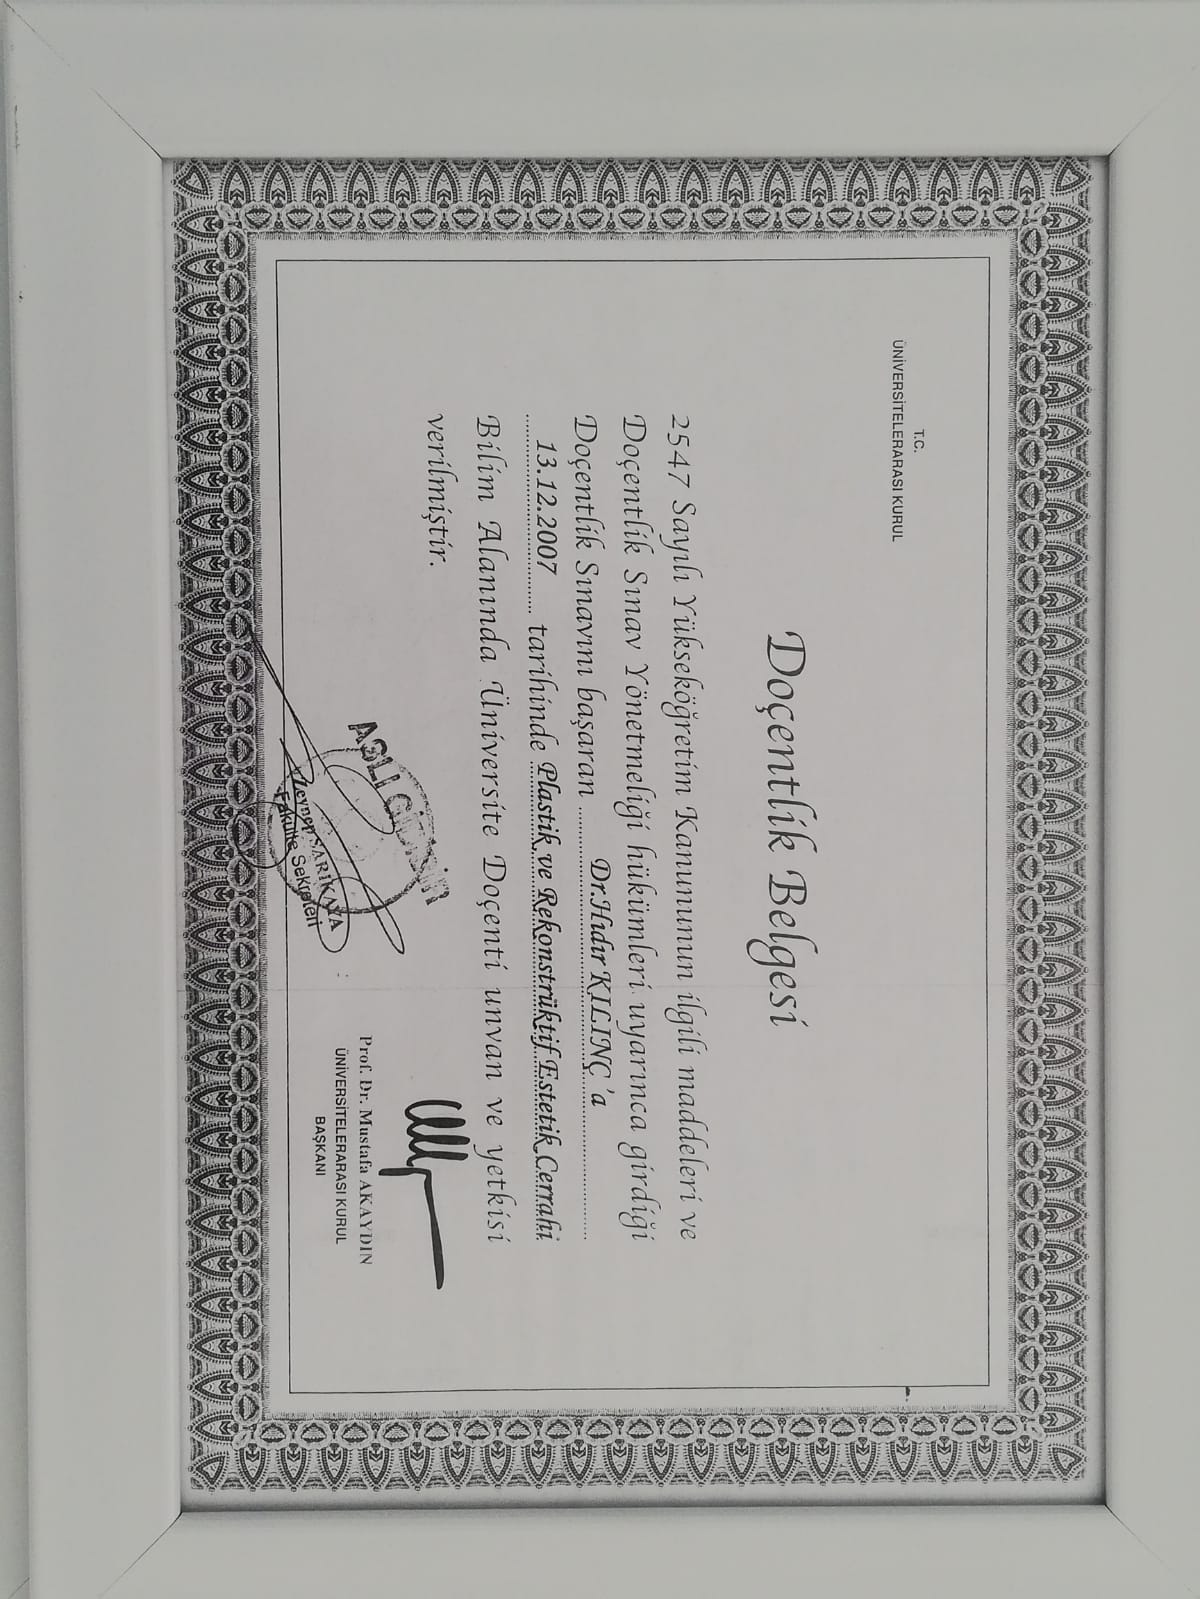 T.C.
ÜNİVERSİTELERARASI KURUL
Doçentlik Belgesi
2547 Sayılı Yükseköğretim Kanununun ilgili maddeleri ve
Doçentlik Sınav Yönetmeliği hükümleri uyarınca girdiği
Doçentlik Sınavını başaran .......... Dr.Hıdır KILINÇ'a ..........
.......... 13.12.2007 .......... tarihinde Plastik ve Rekonstrüktif Estetik Cerrahi
Bilim Alanında Üniversite Doçenti unvan ve yetkisi
verilmiştir.
ASLI GİBİDİR
Zeynep SARIKAYA
Fakülte Sekreteri
Prof. Dr. Mustafa AKAYDIN
ÜNİVERSİTELERARASI KURUL
BAŞKANI